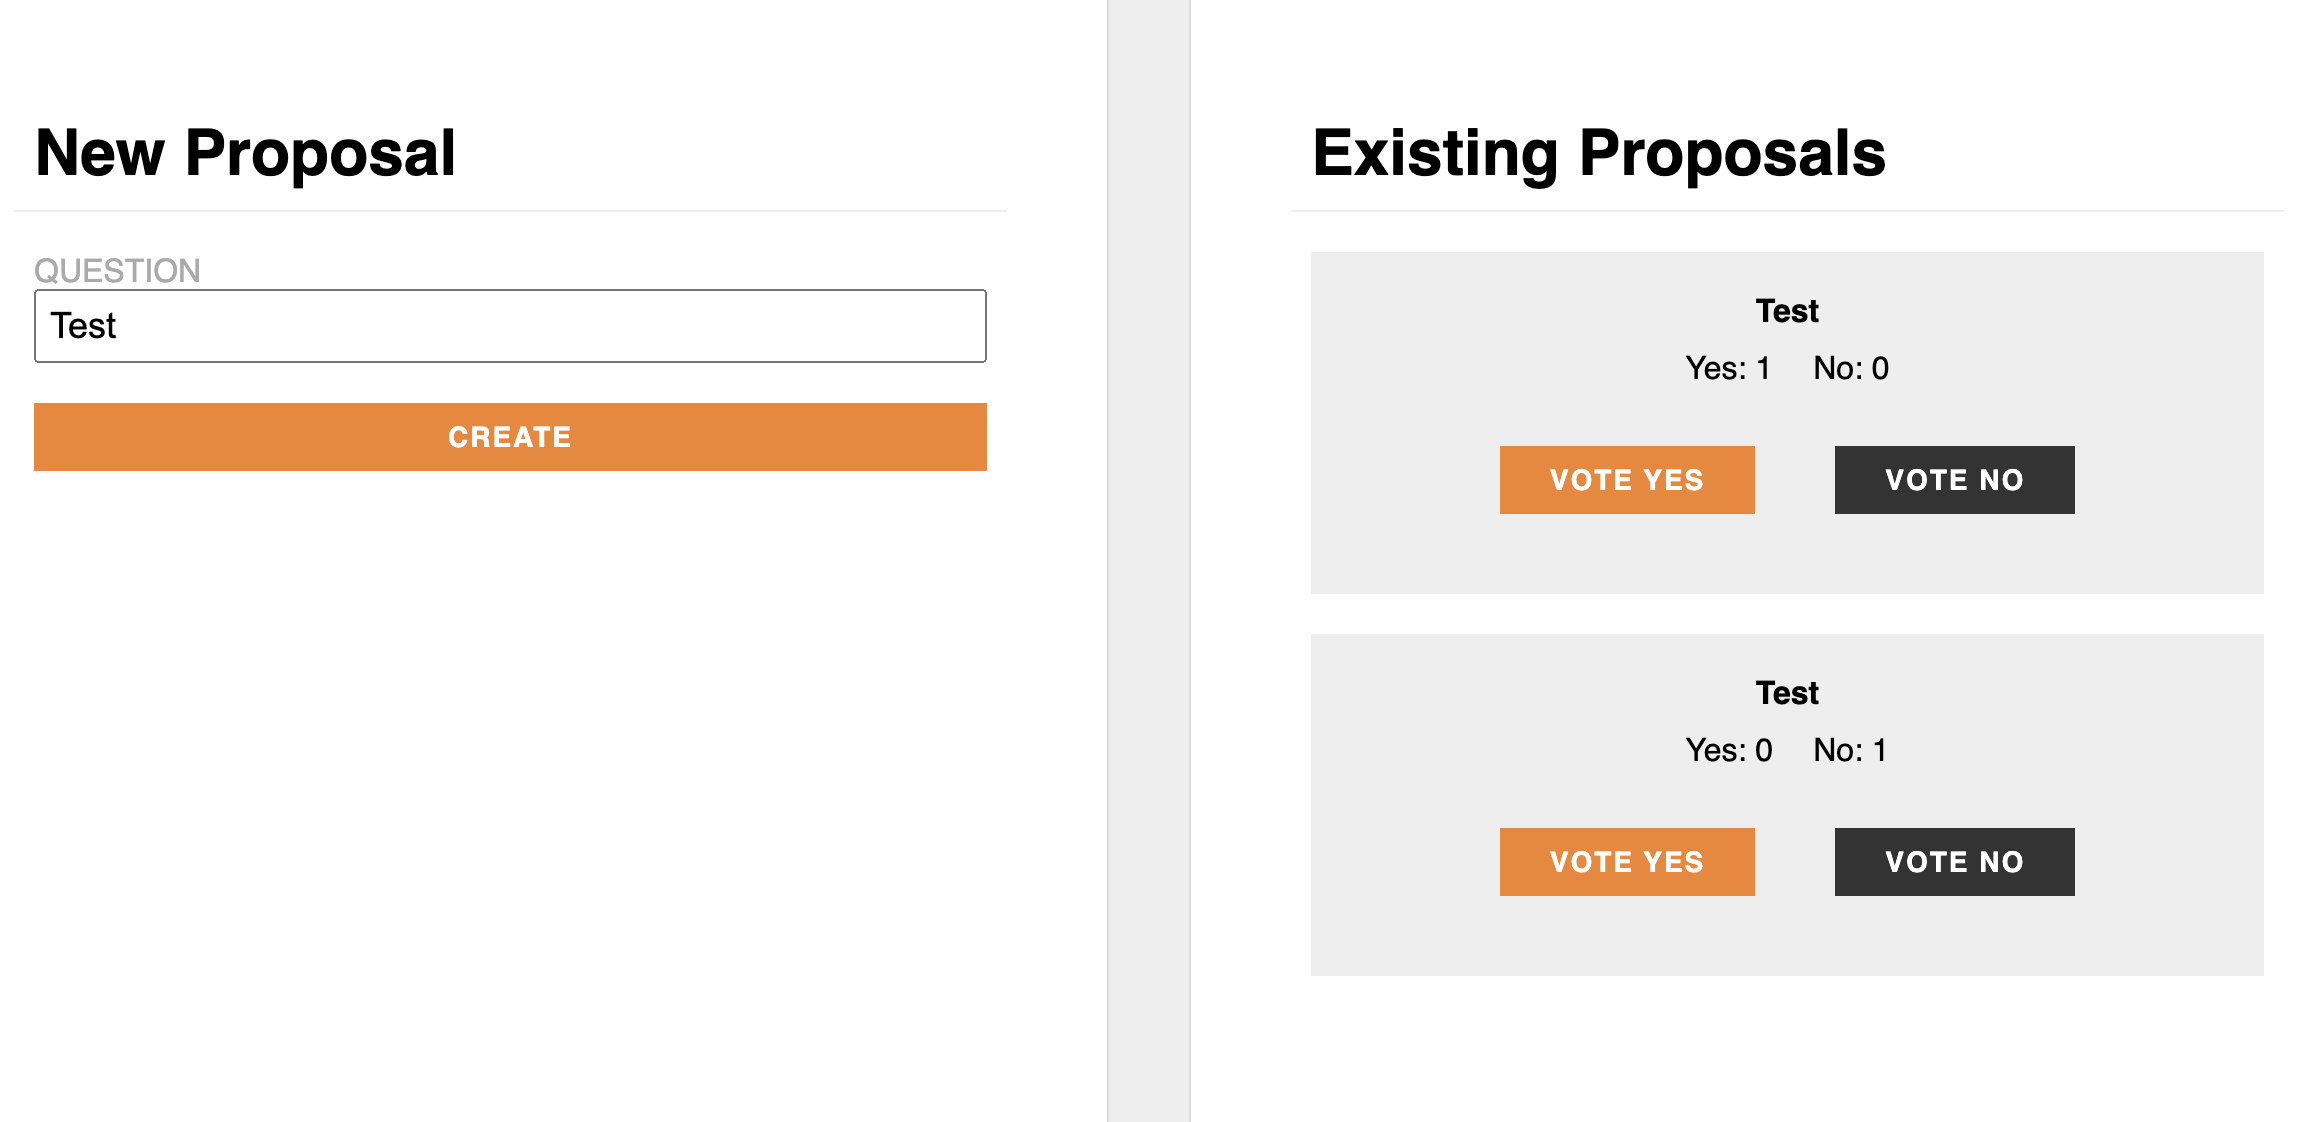 New Proposal
QUESTION
Test
CREATE
Existing Proposals
Test
Yes: 1 No: 0
VOTE YES VOTE NO
Test
Yes: 0 No: 1
VOTE YES VOTE NO